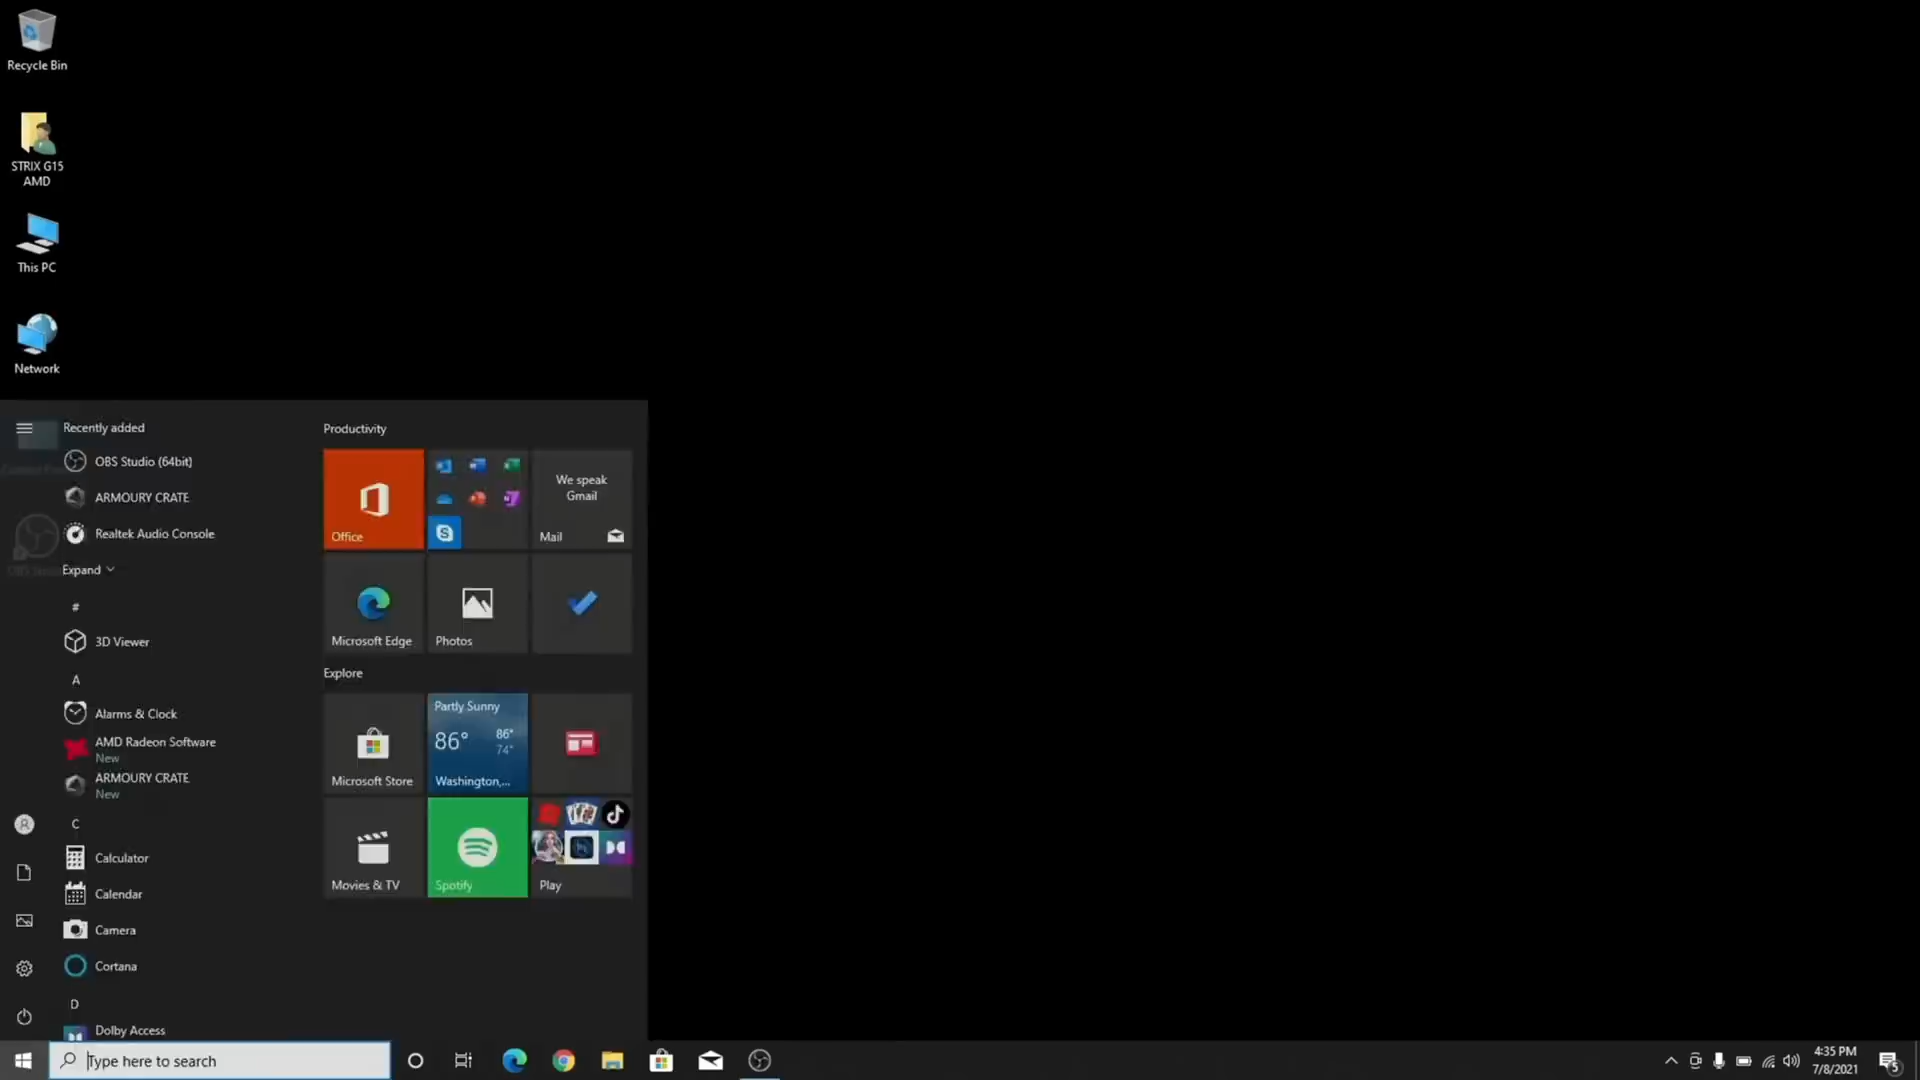 Recycle Bin
STRIX G15
AMD
This PC
Network
Recently added
OBS Studio (64bit)
ARMOURY CRATE
Realtek Audio Console
Expand
#
3D Viewer
A
Alarms & Clock
AMD Radeon Software
New
ARMOURY CRATE
New
C
Calculator
Calendar
Camera
Cortana
D
Dolby Access
Productivity
Office
We speak
Gmail
Mail
Microsoft Edge
Photos
Explore
Microsoft Store
Partly Sunny
86°
86°
74°
Washington,...
Movies & TV
Spotify
Play
Type here to search
4:35 PM
7/8/2021
5